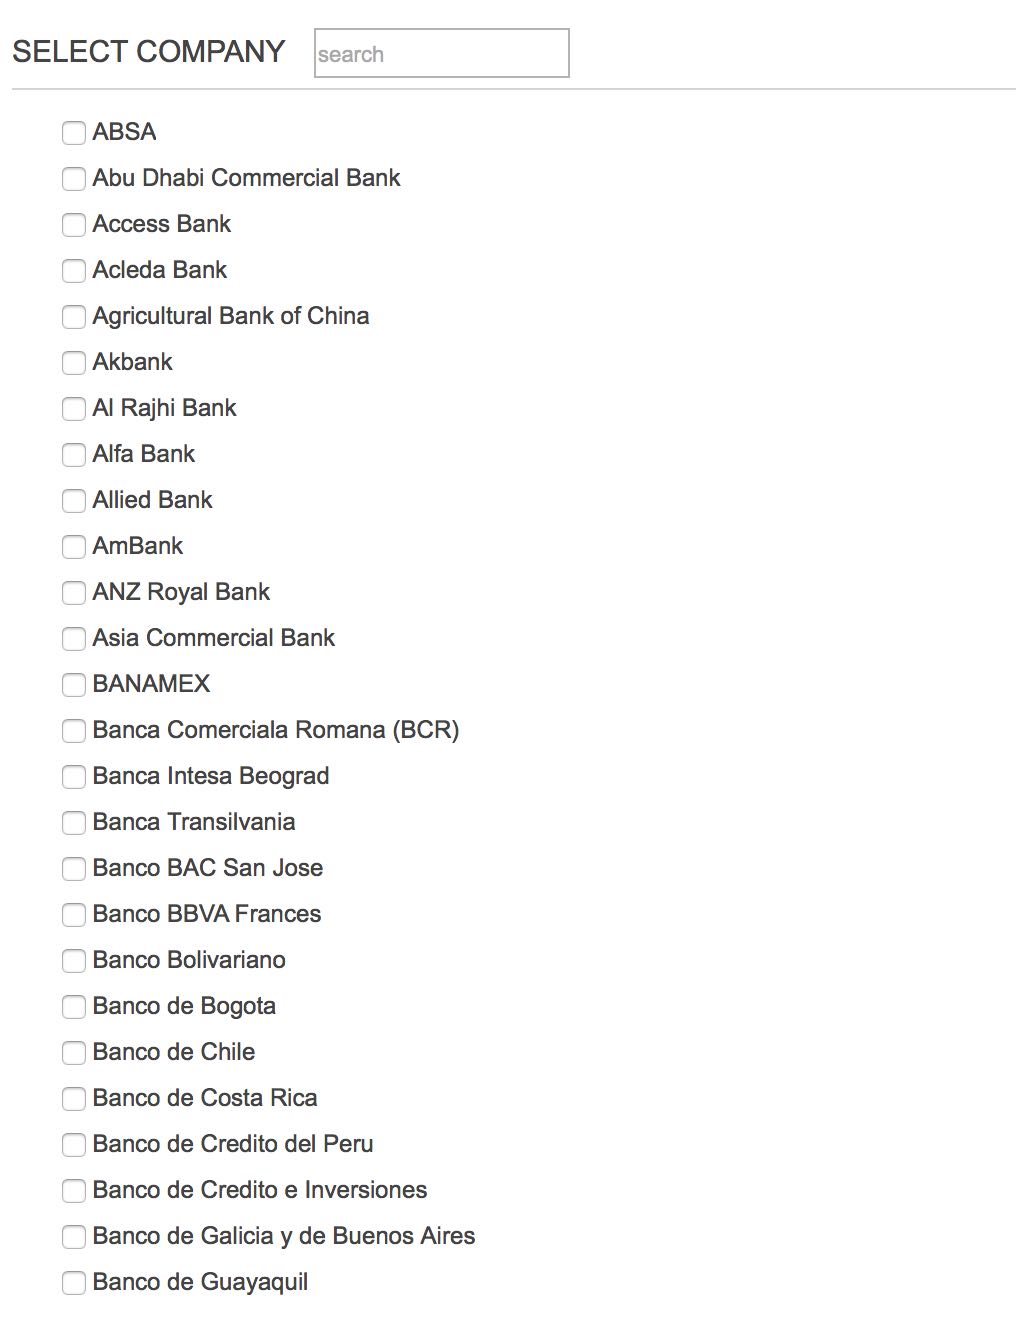 SELECT COMPANY search
ABSA
Abu Dhabi Commercial Bank
Access Bank
Acleda Bank
Agricultural Bank of China
Akbank
Al Rajhi Bank
Alfa Bank
Allied Bank
AmBank
ANZ Royal Bank
Asia Commercial Bank
BANAMEX
Banca Comerciala Romana (BCR)
Banca Intesa Beograd
Banca Transilvania
Banco BAC San Jose
Banco BBVA Frances
Banco Bolivariano
Banco de Bogota
Banco de Chile
Banco de Costa Rica
Banco de Credito del Peru
Banco de Credito e Inversiones
Banco de Galicia y de Buenos Aires
Banco de Guayaquil